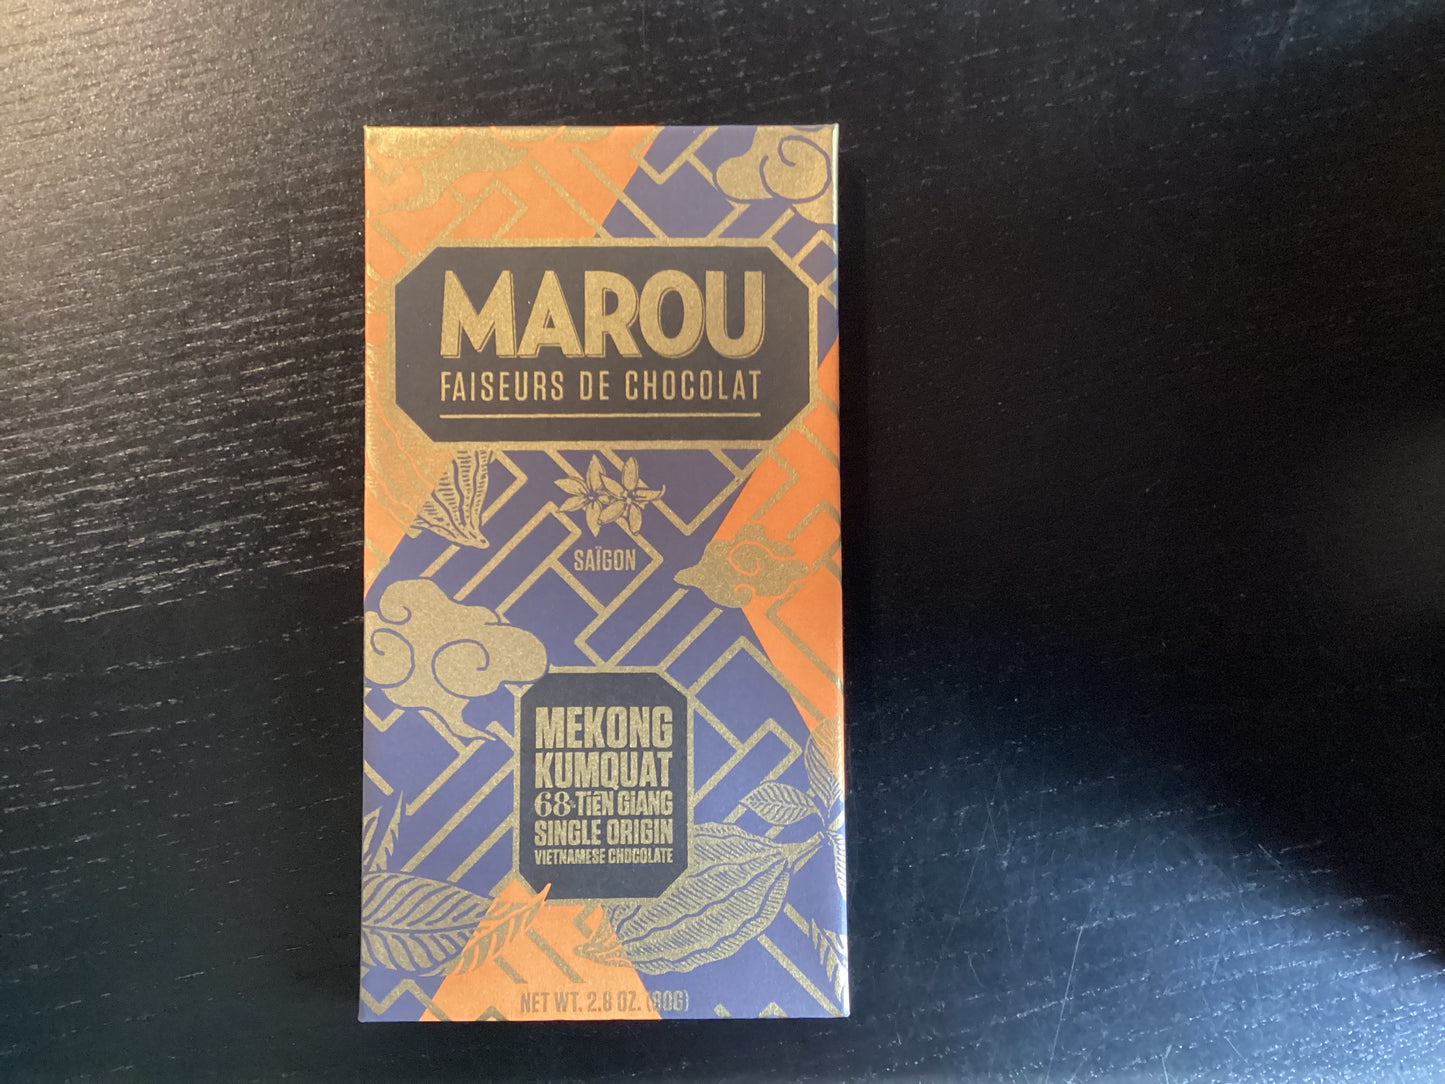 MAROU
FAISEURS DE CHOCOLAT
SAÏGON
MEKONG
KUMQUAT
68% TIỀN GIANG
SINGLE ORIGIN
VIETNAMESE CHOCOLATE
NET WT. 2.8 OZ. (80G)